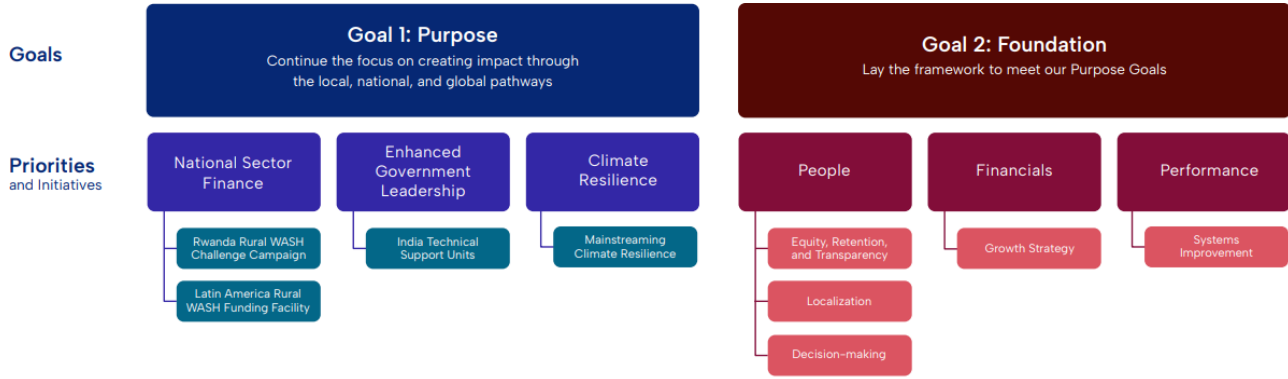 Goals
Goal 1: Purpose
Continue the focus on creating impact through
the local, national, and global pathways
Goal 2: Foundation
Lay the framework to meet our Purpose Goals
Priorities
and Initiatives
National Sector
Finance
Enhanced
Government
Leadership
Climate
Resilience
People
Financials
Performance
Rwanda Rural WASH
Challenge Campaign
Latin America Rural
WASH Funding Facility
India Technical
Support Units
Mainstreaming
Climate Resilience
Equity, Retention,
and Transparency
Localization
Decision-making
Growth Strategy
Systems
Improvement